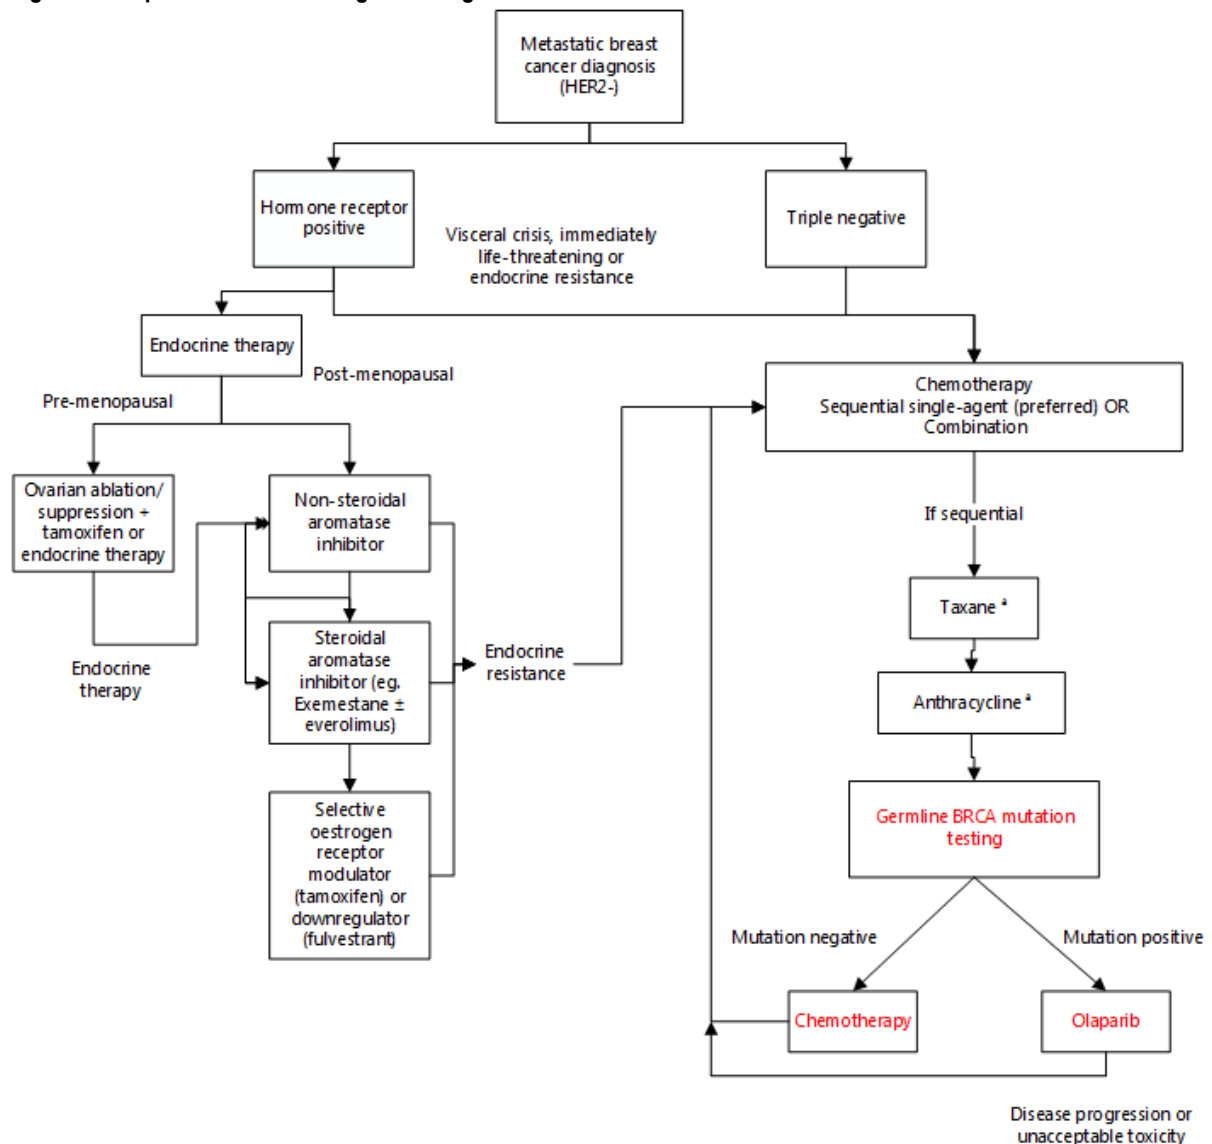 Metastatic breast
cancer diagnosis
(HER2-)
Hormone receptor
positive
Triple negative
Visceral crisis, immediately
life-threatening or
endocrine resistance
Endocrine therapy
Post-menopausal
Pre-menopausal
Chemotherapy
Sequential single-agent (preferred) OR
Combination
Ovarian ablation/
suppression +
tamoxifen or
endocrine therapy
Non-steroidal
aromatase
inhibitor
If sequential
Taxane ª
Steroidal
aromatase
inhibitor (eg.
Exemestane ±
everolimus)
Endocrine
resistance
Endocrine
therapy
Anthracycline ª
Germline BRCA mutation
testing
Selective
oestrogen
receptor
modulator
(tamoxifen) or
downregulator
(fulvestrant)
Mutation negative
Mutation positive
Chemotherapy
Olaparib
Disease progression or
unacceptable toxicity